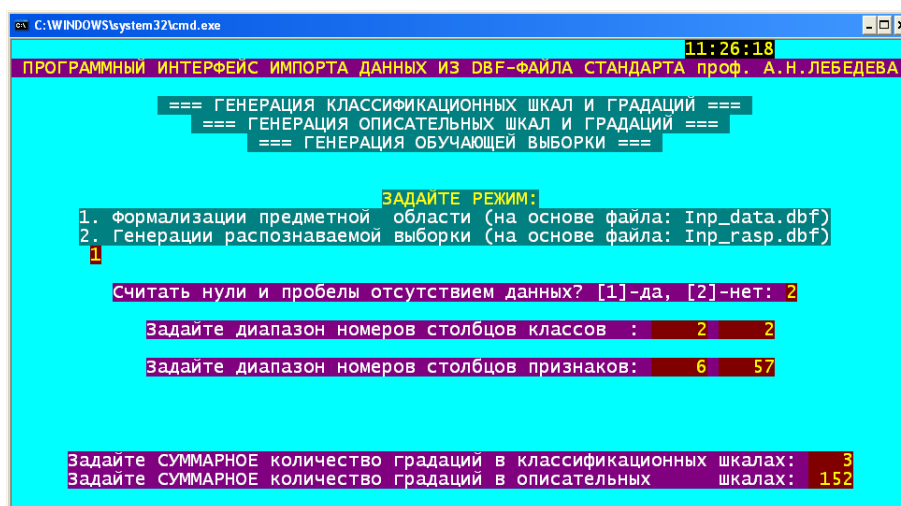 C:\WINDOWS\system32\cmd.exe
11:26:18
ПРОГРАММНЫЙ ИНТЕРФЕЙС ИМПОРТА ДАННЫХ ИЗ DBF-ФАЙЛА СТАНДАРТА проф. А.Н.ЛЕБЕДЕВА
=== ГЕНЕРАЦИЯ КЛАССИФИКАЦИОННЫХ ШКАЛ И ГРАДАЦИЙ ===
=== ГЕНЕРАЦИЯ ОПИСАТЕЛЬНЫХ ШКАЛ И ГРАДАЦИЙ ===
=== ГЕНЕРАЦИЯ ОБУЧАЮЩЕЙ ВЫБОРКИ ===
ЗАДАЙТЕ РЕЖИМ:
1. Формализации предметной области (на основе файла: Inp_data.dbf)
2. Генерации распознаваемой выборки (на основе файла: Inp_rasp.dbf)
1
Считать нули и пробелы отсутствием данных? [1]-да, [2]-нет: 2
Задайте диапазон номеров столбцов классов : 2 2
Задайте диапазон номеров столбцов признаков: 6 57
Задайте СУММАРНОЕ количество градаций в классификационных шкалах: 3
Задайте СУММАРНОЕ количество градаций в описательных шкалах: 152